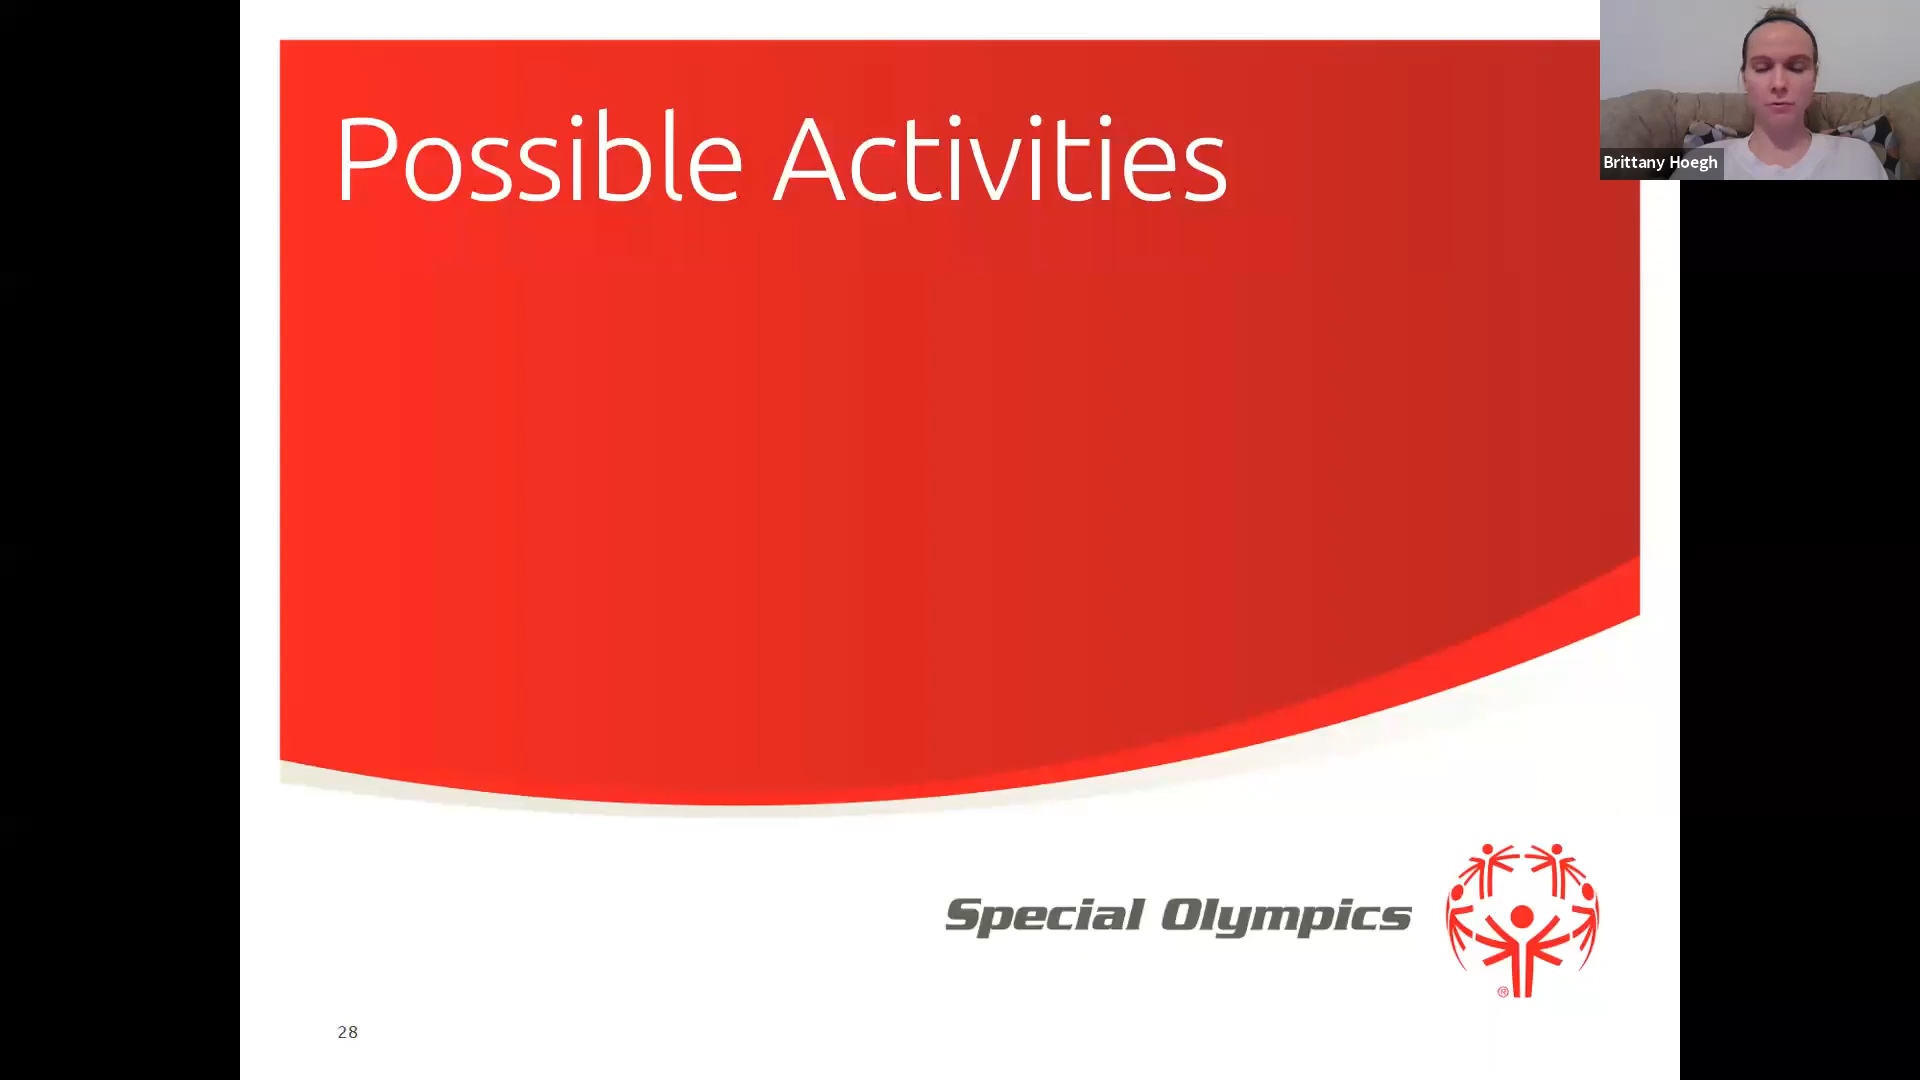 Possible Activities
Brittany Hoegh
Special Olympics
®
28